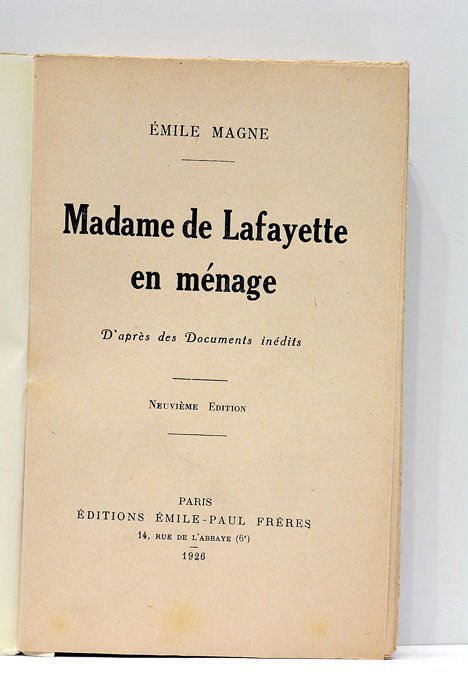 ÉMILE MAGNE
Madame de Lafayette
en ménage
D'après des Documents inédits
NEUVIÈME EDITION
PARIS
ÉDITIONS ÉMILE-PAUL FRÈRES
14, RUE DE L'ABBAYE (6e)
1926